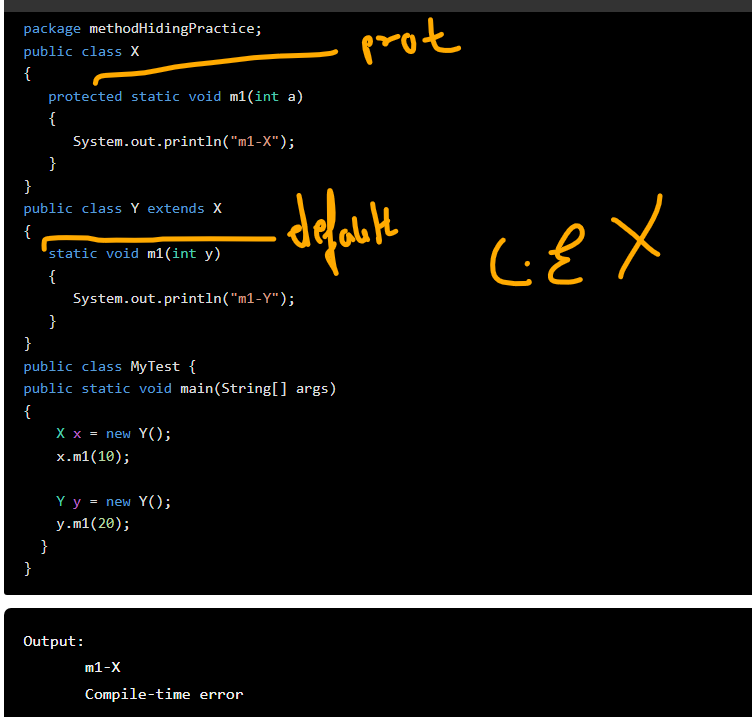 package methodHidingPractice;
public class X
prot
{
protected static void m1(int a)
{
System.out.println("m1-X");
}
}
public class Y extends X
{
default
static void m1(int y)
C.E X
{
System.out.println("m1-Y");
}
}
public class MyTest {
public static void main(String[] args)
{
X x = new Y();
x.m1(10);
Y y = new Y();
y.m1(20);
}
}
Output:
m1-X
Compile-time error